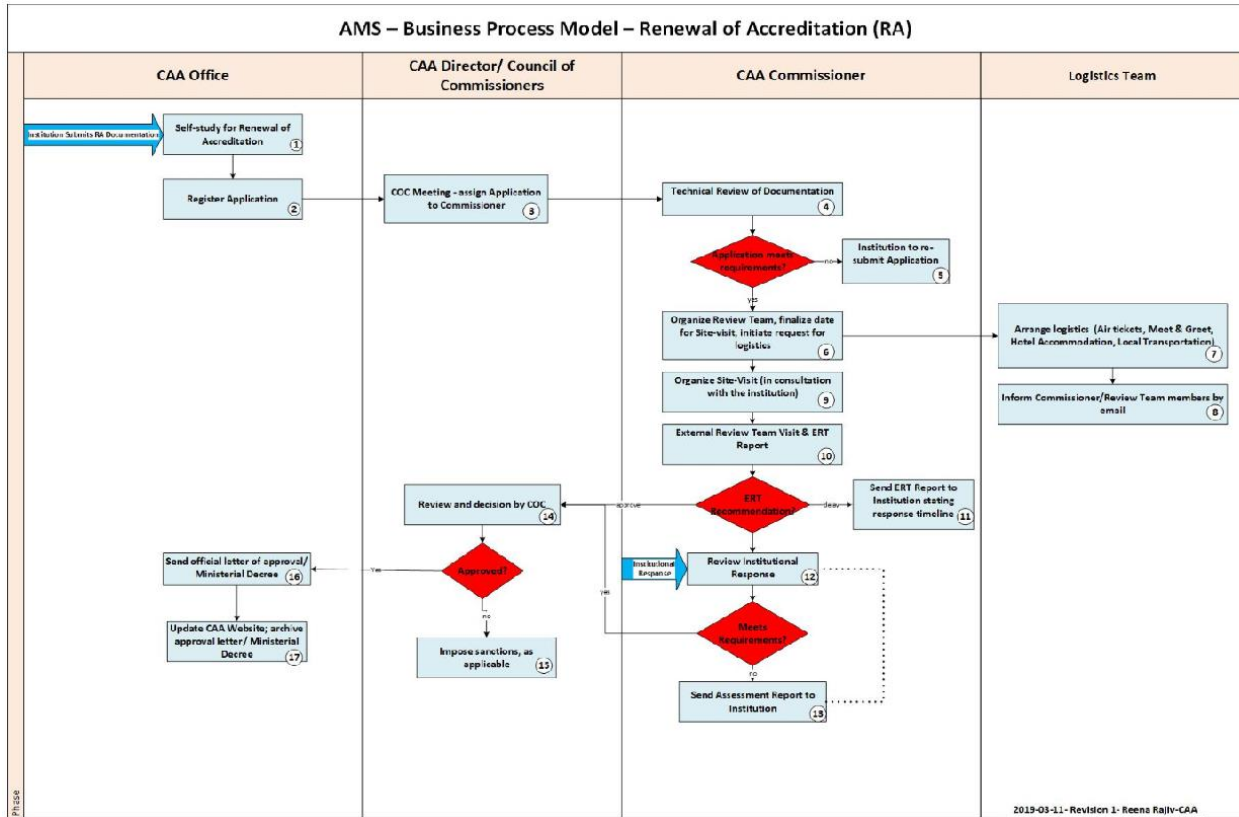 AMS – Business Process Model – Renewal of Accreditation (RA)
CAA Office
CAA Director/ Council of
Commissioners
CAA Commissioner
Logistics Team
Institution Submits RA Documentation
Self-study for Renewal of
Accreditation
1
Register Application
2
COC Meeting - assign Application
to Commissioner
3
Technical Review of Documentation
4
Application meets
requirements?
no
Institution to re-
submit Application
5
yes
Organize Review Team, finalize date
for Site-visit, initiate request for
logistics
6
Arrange logistics (Air tickets, Meet & Greet,
Hotel Accommodation, Local Transportation)
7
Inform Commissioner/Review Team members by
email
8
Organize Site-Visit (in consultation
with the institution)
9
External Review Team Visit & ERT
Report
10
ERT
Recommendation?
approve
Send ERT Report to
Institution stating
response timeline
11
Review and decision by COC
14
Institutional
Response
Review Institutional
Response
12
Approved?
Yes
Send official letter of approval/
Ministerial Decree
16
yes
no
Update CAA Website; archive
approval letter/ Ministerial
Decree
17
Impose sanctions, as
applicable
15
Meets
Requirements?
no
Send Assessment Report to
Institution
13
Phase
2019-03-11- Revision 1- Reena Rajiv-CAA